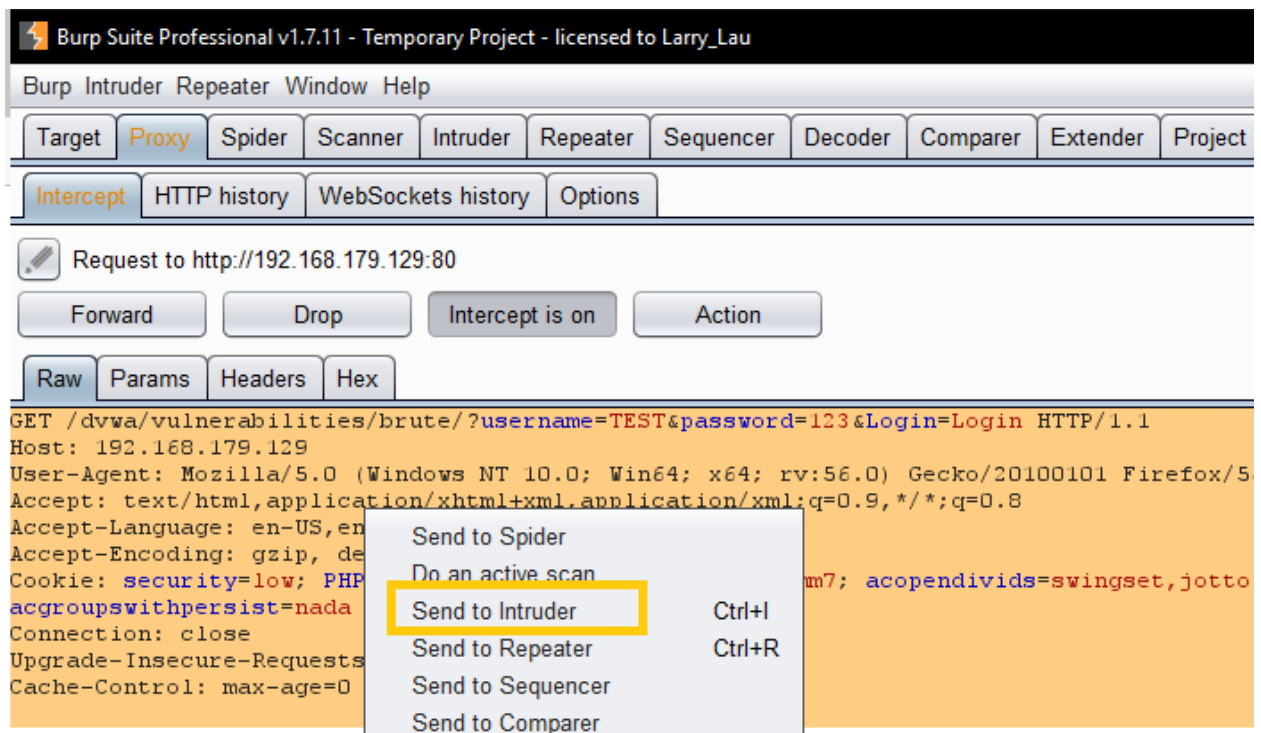 Burp Suite Professional v1.7.11 - Temporary Project - licensed to Larry_Lau
Burp Intruder Repeater Window Help
Target Proxy Spider Scanner Intruder Repeater Sequencer Decoder Comparer Extender Project
Intercept HTTP history WebSockets history Options
Request to http://192.168.179.129:80
Forward Drop Intercept is on Action
Raw Params Headers Hex
GET /dvwa/vulnerabilities/brute/?username=TEST&password=123&Login=Login HTTP/1.1
Host: 192.168.179.129
User-Agent: Mozilla/5.0 (Windows NT 10.0; Win64; x64; rv:56.0) Gecko/20100101 Firefox/5
Accept: text/html,application/xhtml+xml,application/xml;q=0.9,*/*;q=0.8
Accept-Language: en-US,en
Accept-Encoding: gzip, de
Cookie: security=low; PHP m7; acopendivids=swingset,jotto
acgroupswithpersist=nada
Connection: close
Upgrade-Insecure-Requests
Cache-Control: max-age=0
Send to Spider
Do an active scan
Send to Intruder Ctrl+I
Send to Repeater Ctrl+R
Send to Sequencer
Send to Comparer